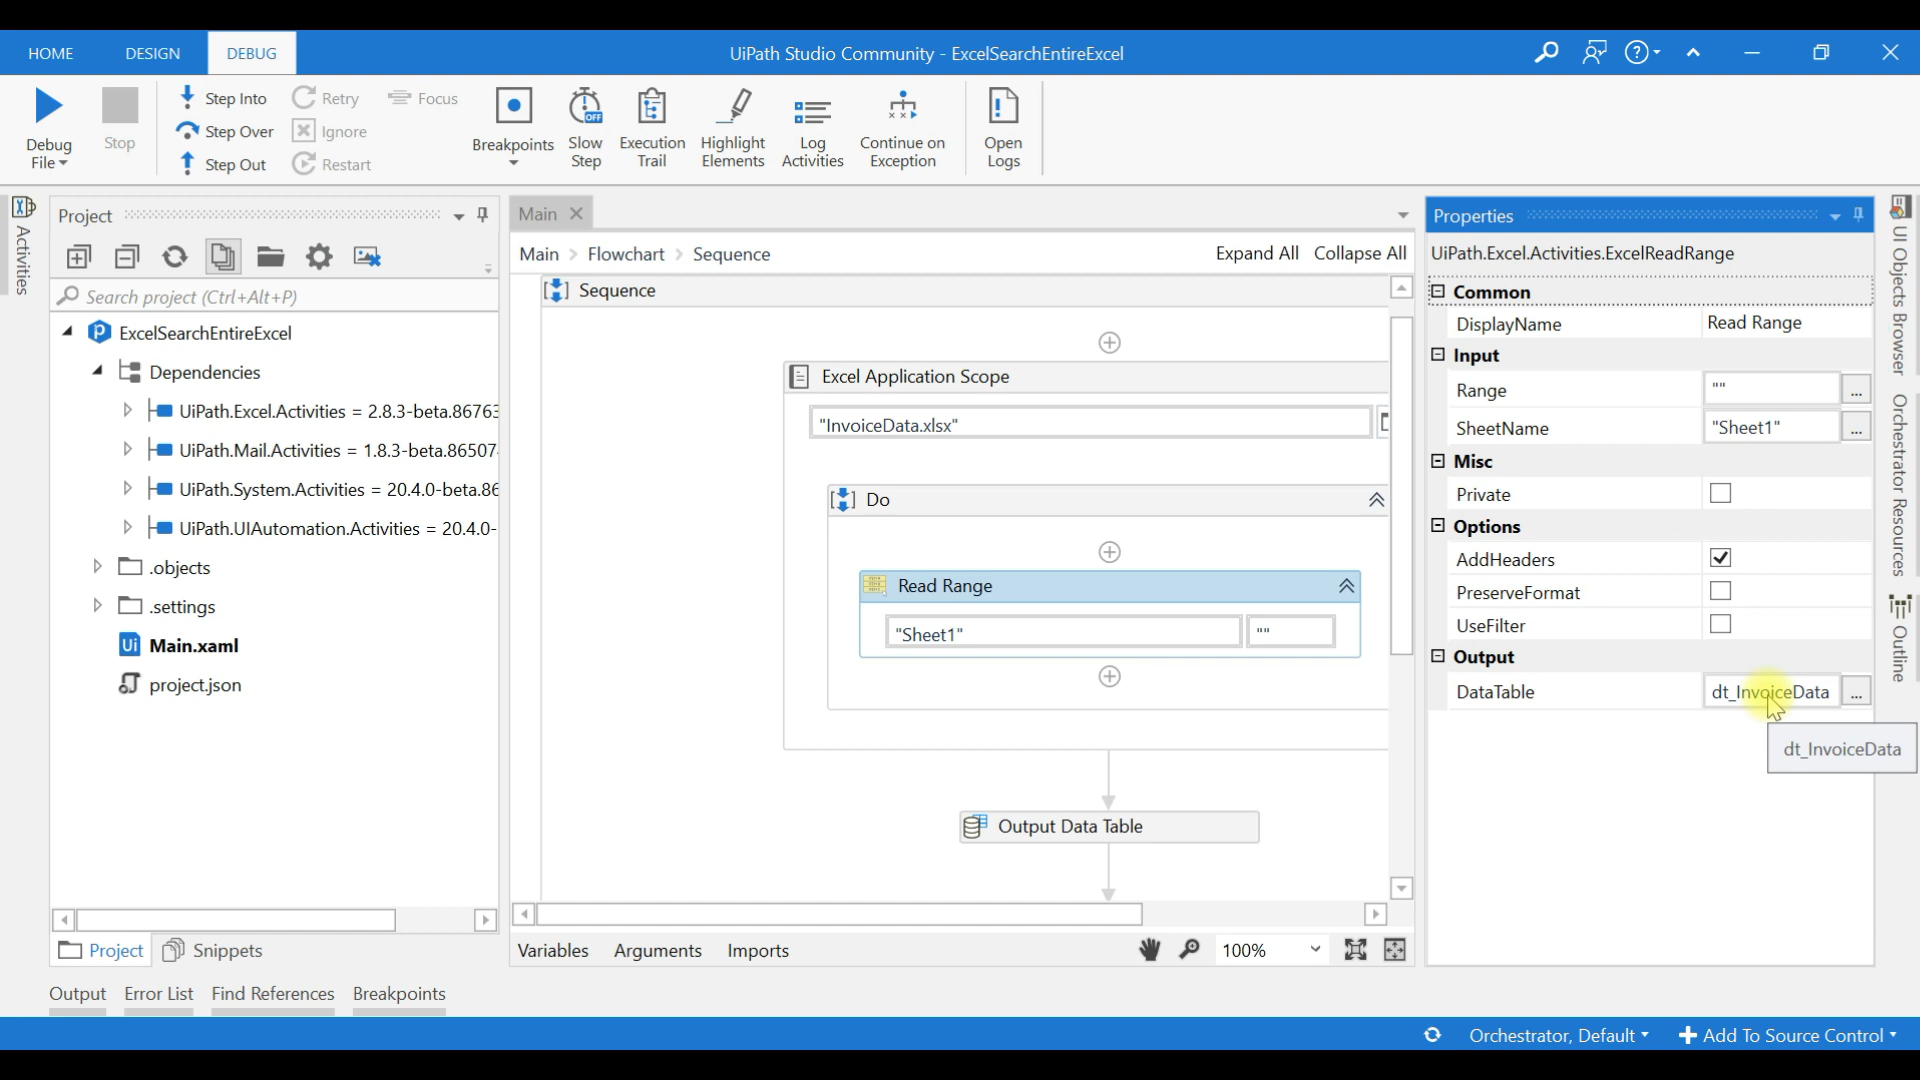 HOME DESIGN DEBUG UiPath Studio Community - ExcelSearchEntireExcel
Debug File
Stop
Step Into
Step Over
Step Out
Retry
Ignore
Restart
Focus
Breakpoints
Slow Step
Execution Trail
Highlight Elements
Log Activities
Continue on Exception
Open Logs
Activities
Project
Search project (Ctrl+Alt+P)
ExcelSearchEntireExcel
Dependencies
UiPath.Excel.Activities = 2.8.3-beta.86763
UiPath.Mail.Activities = 1.8.3-beta.86507
UiPath.System.Activities = 20.4.0-beta.86
UiPath.UIAutomation.Activities = 20.4.0-
.objects
.settings
Main.xaml
project.json
Project Snippets
Main
Main > Flowchart > Sequence Expand All Collapse All
Sequence
Excel Application Scope
"InvoiceData.xlsx"
Do
Read Range
"Sheet1" ""
Output Data Table
Variables Arguments Imports 100%
Properties
UiPath.Excel.Activities.ExcelReadRange
Common
DisplayName Read Range
Input
Range "" ...
SheetName "Sheet1" ...
Misc
Private
Options
AddHeaders
PreserveFormat
UseFilter
Output
DataTable dt_InvoiceData ...
dt_InvoiceData
UI Objects Browser
Orchestrator Resources
Outline
Output Error List Find References Breakpoints
Orchestrator, Default Add To Source Control